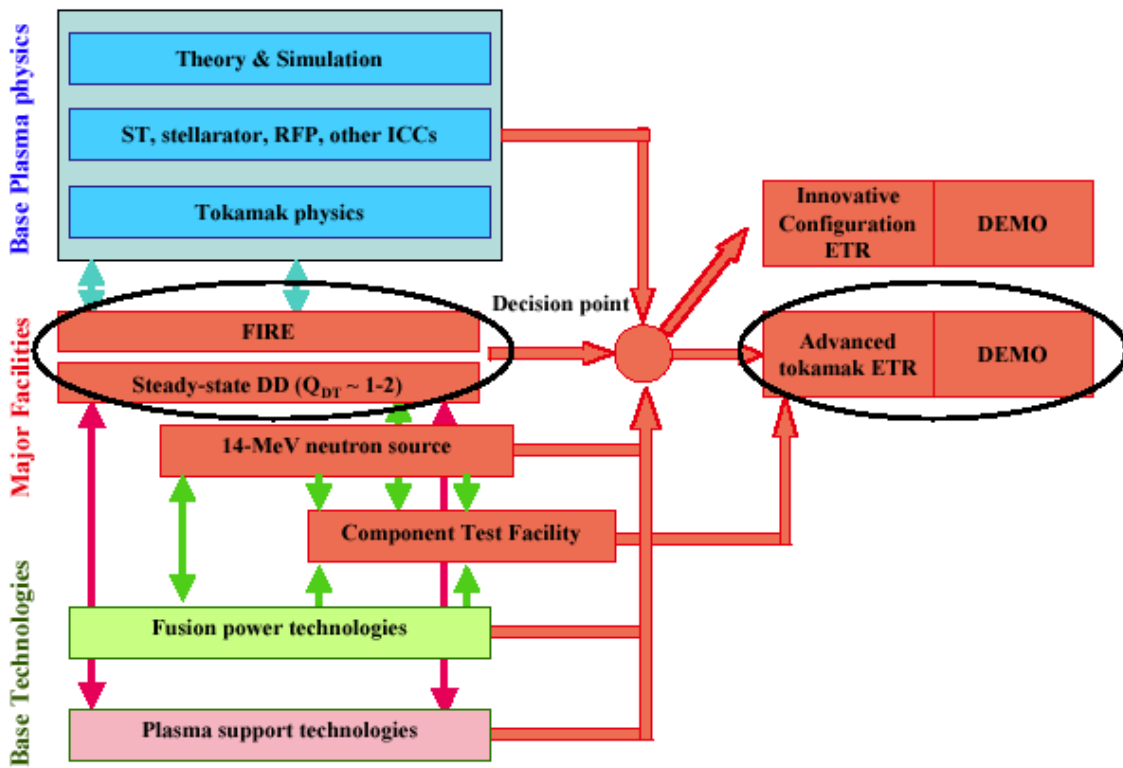 Base Plasma physics
Theory & Simulation
ST, stellarator, RFP, other ICCs
Tokamak physics
Innovative
Configuration
ETR
DEMO
Major Facilities
FIRE
Steady-state DD (QDT ~ 1-2)
Decision point
Advanced
tokamak ETR
DEMO
14-MeV neutron source
Component Test Facility
Base Technologies
Fusion power technologies
Plasma support technologies